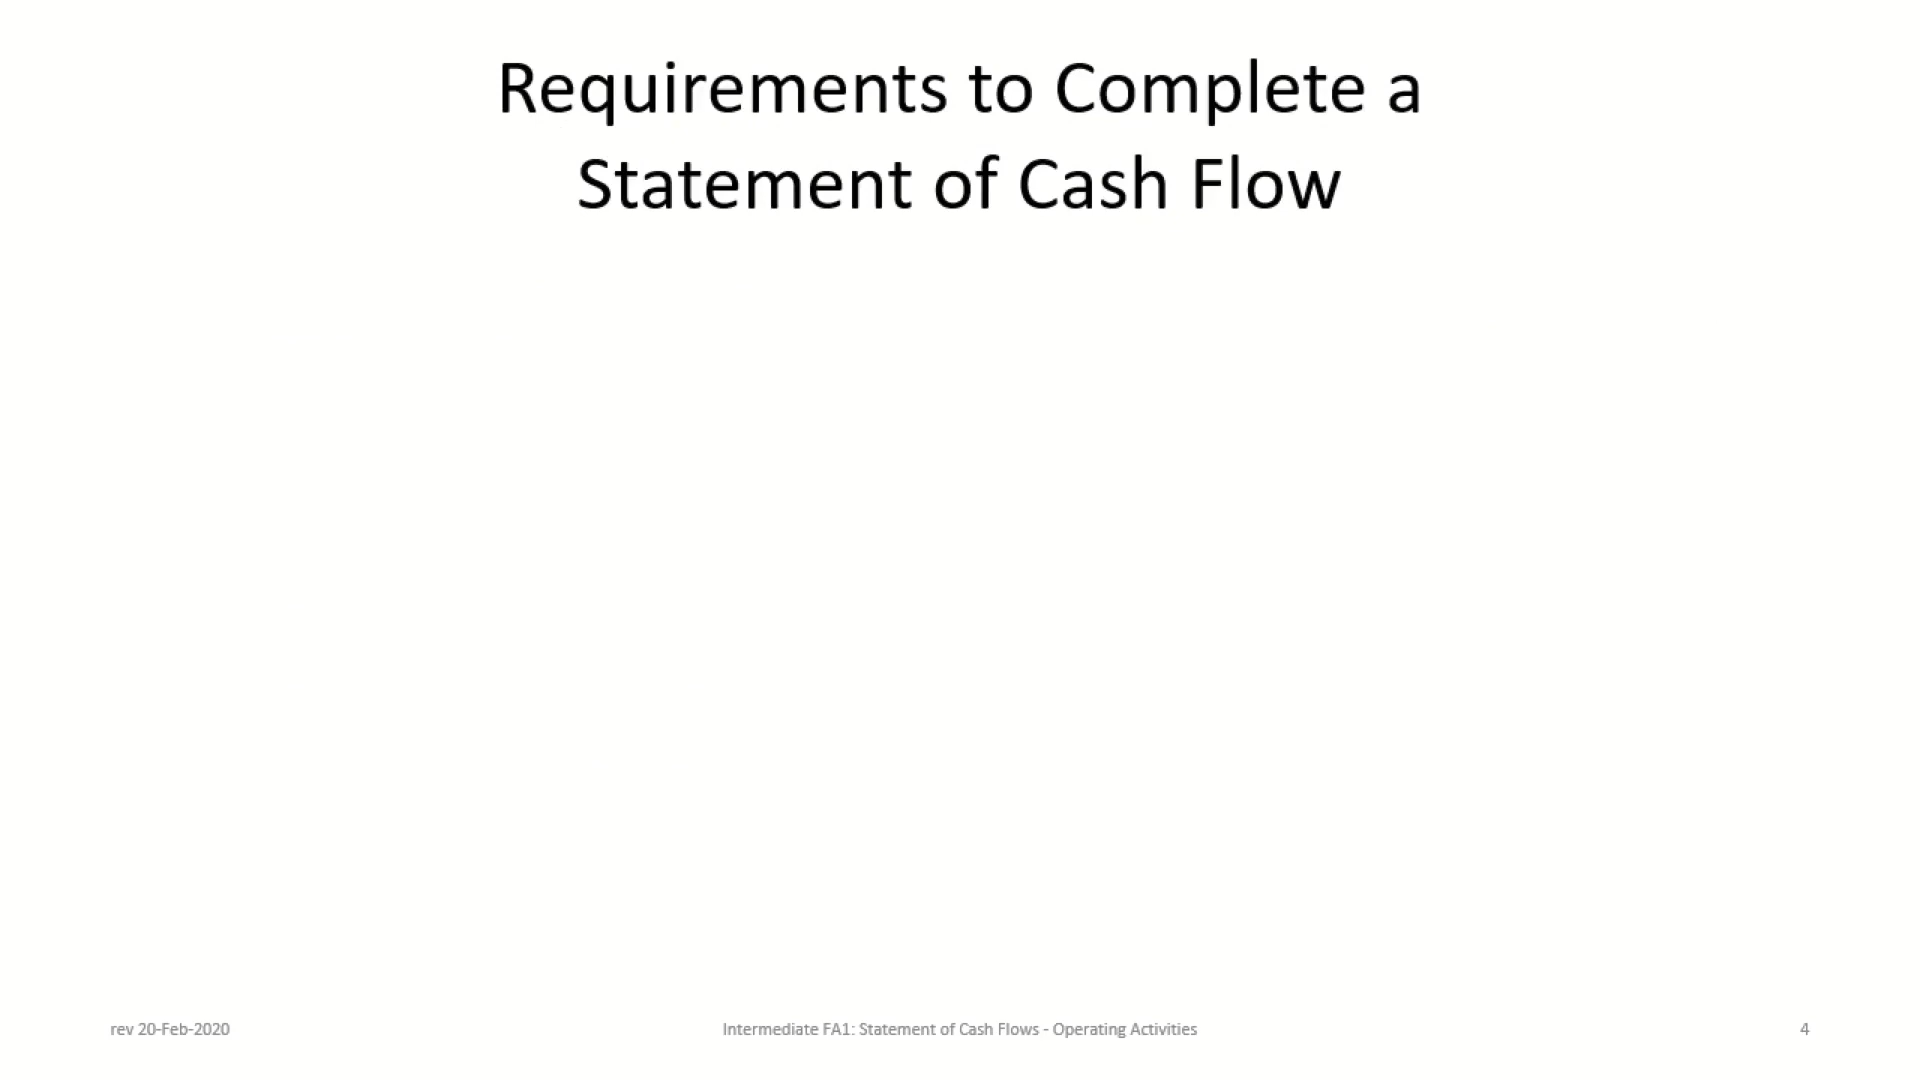 Requirements to Complete a
Statement of Cash Flow
rev 20-Feb-2020
Intermediate FA1: Statement of Cash Flows - Operating Activities
4